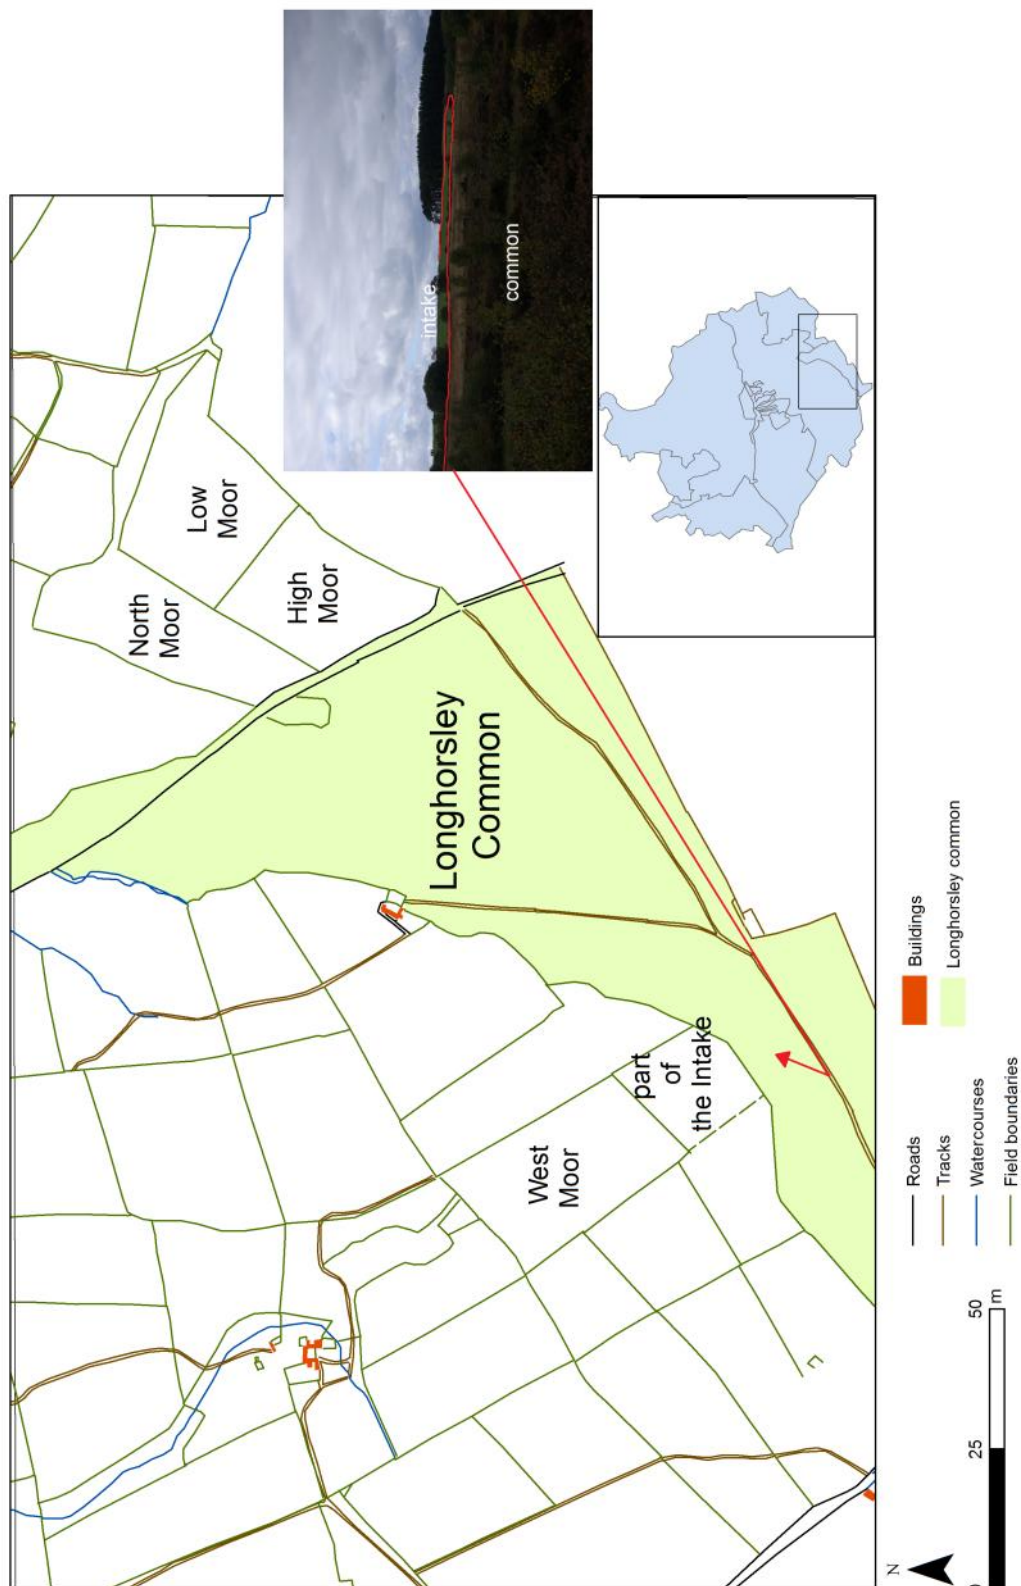 intake
common
Low
Moor
North
Moor
High
Moor
Longhorsley
Common
part
of
the Intake
West
Moor
Roads
Tracks
Watercourses
Field boundaries
Buildings
Longhorsley common
N
0
25
50
m